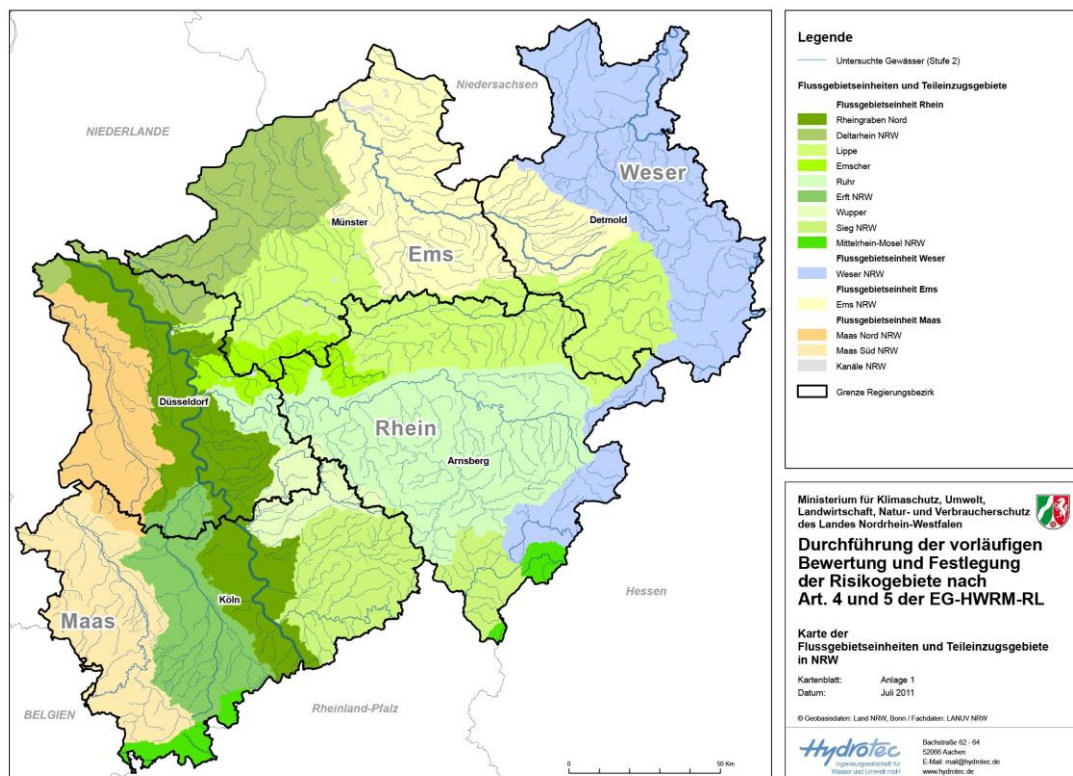 Niedersachsen
NIEDERLANDE
Weser
Detmold
Münster
Ems
Düsseldorf
Rhein
Arnsberg
Köln
Maas
Hessen
BELGIEN
Rheinland-Pfalz
0 50 Km
Legende
Untersuchte Gewässer (Stufe 2)
Flussgebietseinheiten und Teileinzugsgebiete
Flussgebietseinheit Rhein
Rheingraben Nord
Deltarhein NRW
Lippe
Emscher
Ruhr
Erft NRW
Wupper
Sieg NRW
Mittelrhein-Mosel NRW
Flussgebietseinheit Weser
Weser NRW
Flussgebietseinheit Ems
Ems NRW
Flussgebietseinheit Maas
Maas Nord NRW
Maas Süd NRW
Kanäle NRW
Grenze Regierungsbezirk
Ministerium für Klimaschutz, Umwelt,
Landwirtschaft, Natur- und Verbraucherschutz
des Landes Nordrhein-Westfalen
Durchführung der vorläufigen
Bewertung und Festlegung
der Risikogebiete nach
Art. 4 und 5 der EG-HWRM-RL
Karte der
Flussgebietseinheiten und Teileinzugsgebiete
in NRW
Kartenblatt: Anlage 1
Datum: Juli 2011
© Geobasisdaten: Land NRW, Bonn / Fachdaten: LANUV NRW
Hydrotec
Ingenieurgesellschaft für
Wasser und Umwelt mbH
Bachstraße 62 - 64
52066 Aachen
E-Mail: mail@hydrotec.de
www.hydrotec.de